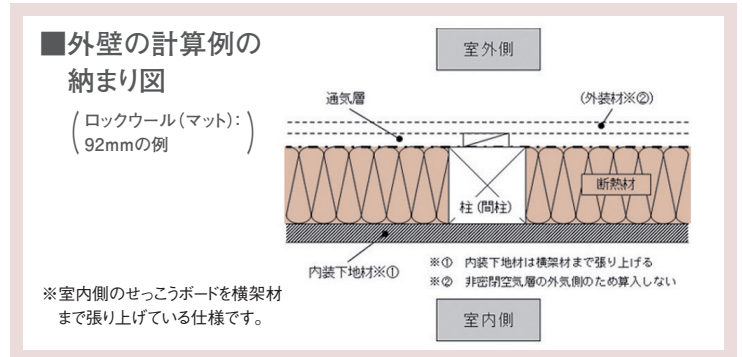 ■外壁の計算例の
納まり図
(ロックウール(マット):
92mmの例)
室外側
通気層
(外装材※②)
断熱材
柱(間柱)
内装下地材※①
※① 内装下地材は横架材まで張り上げる
※② 非密閉空気層の外気側のため算入しない
※室内側のせっこうボードを横架材
まで張り上げている仕様です。
室内側